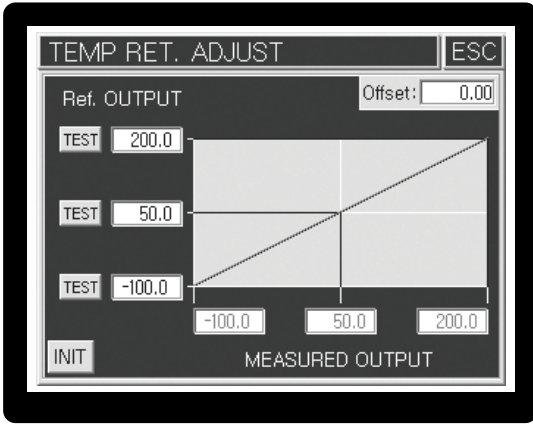 TEMP RET. ADJUST ESC
Ref. OUTPUT Offset: 0.00
TEST 200.0
TEST 50.0
TEST -100.0
-100.0 50.0 200.0
INIT MEASURED OUTPUT